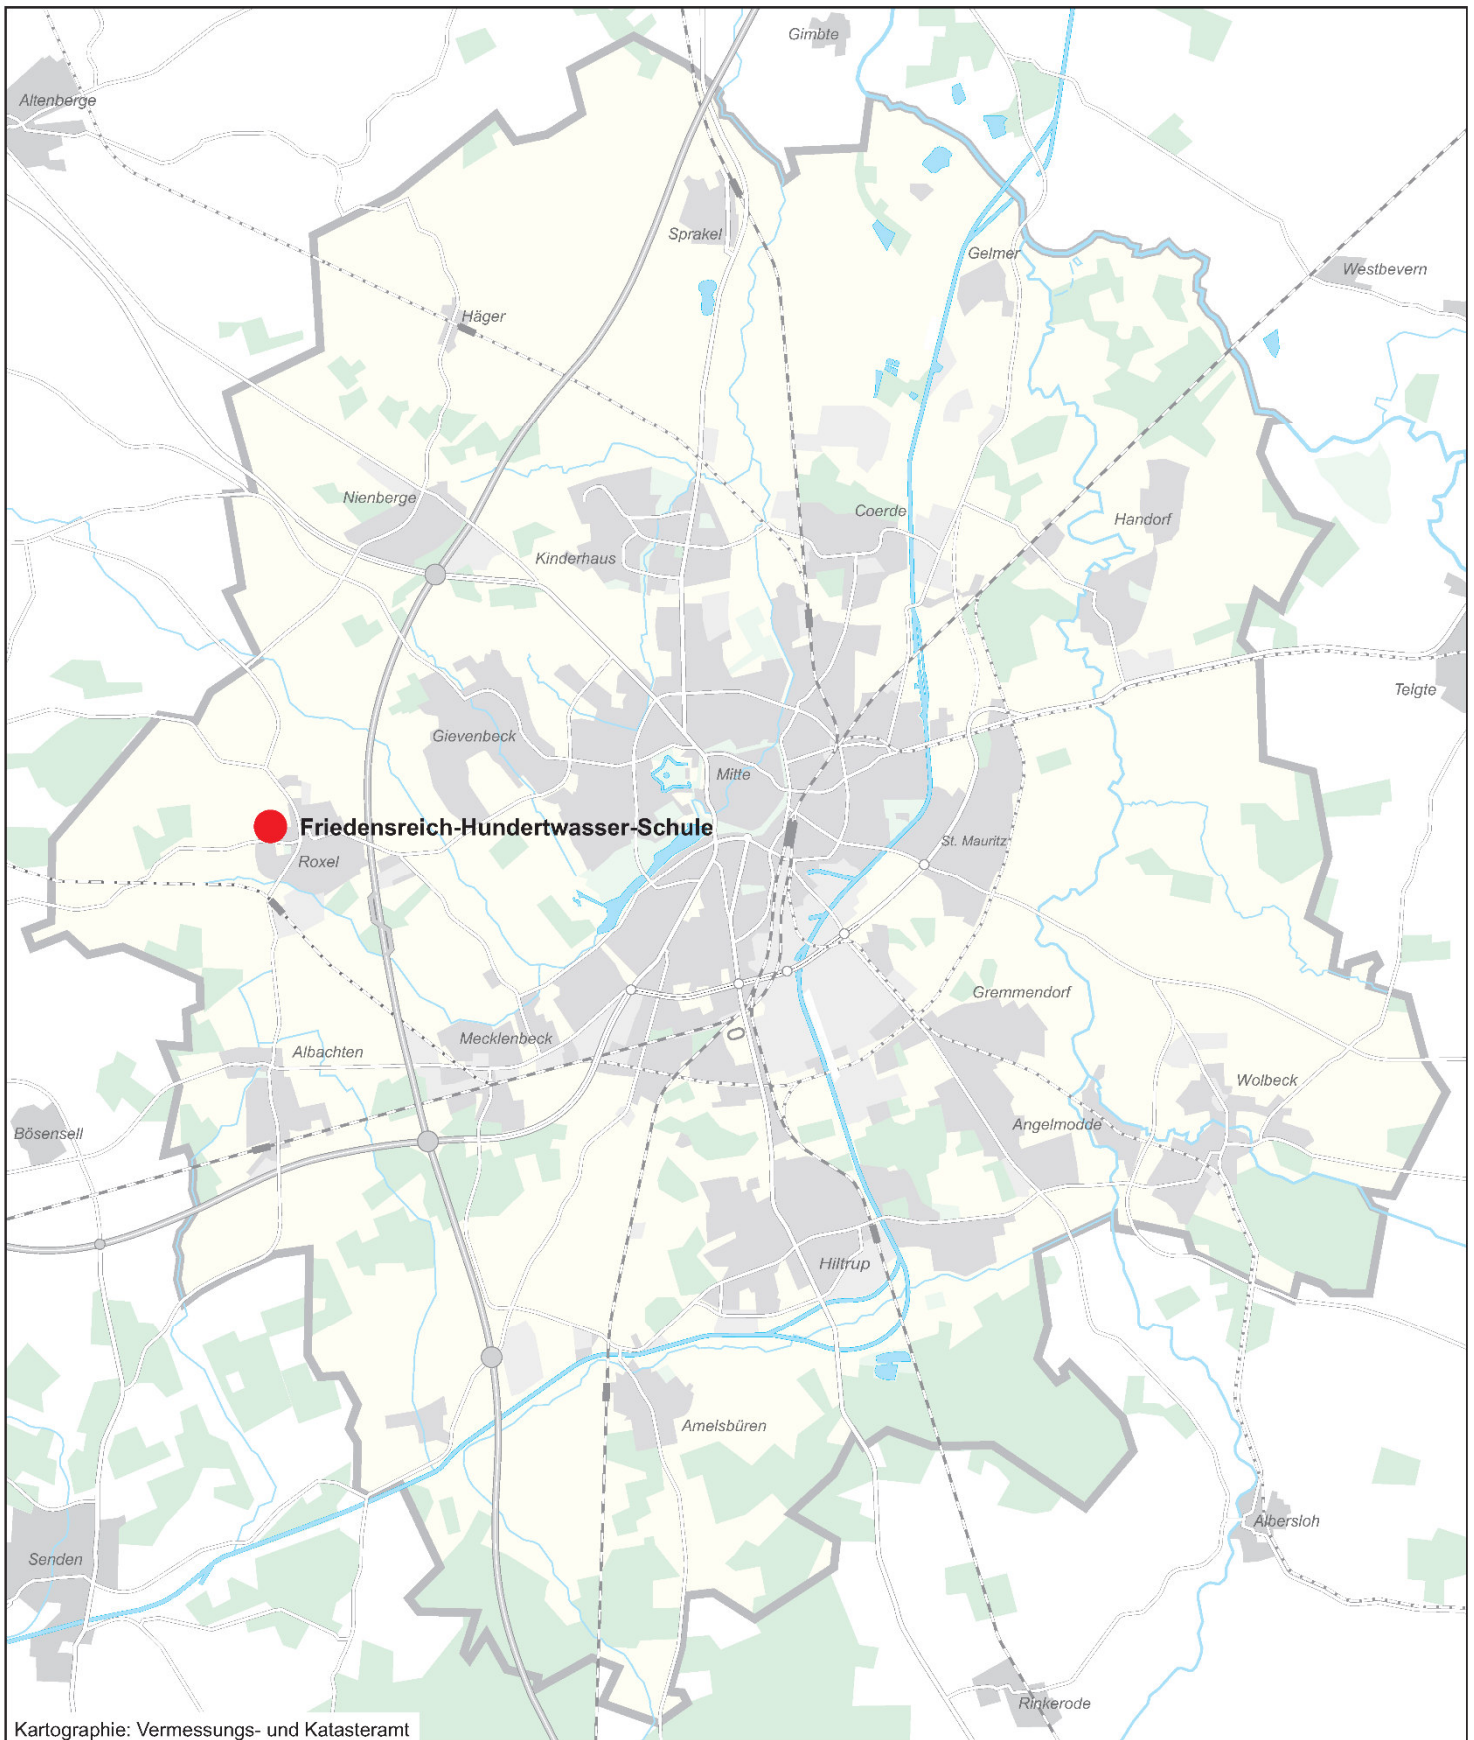 Gimbte
Altenberge
Sprakel
Gelmer
Westbevern
Häger
Nienberge
Coerde
Handorf
Kinderhaus
Telgte
Gievenbeck
Mitte
Friedensreich-Hundertwasser-Schule
St. Mauritz
Roxel
Gremmendorf
Mecklenbeck
Albachten
Wolbeck
Bösensell
Angelmodde
Hiltrup
Amelsbüren
Albersloh
Senden
Rinkerode
Kartographie: Vermessungs- und Katasteramt